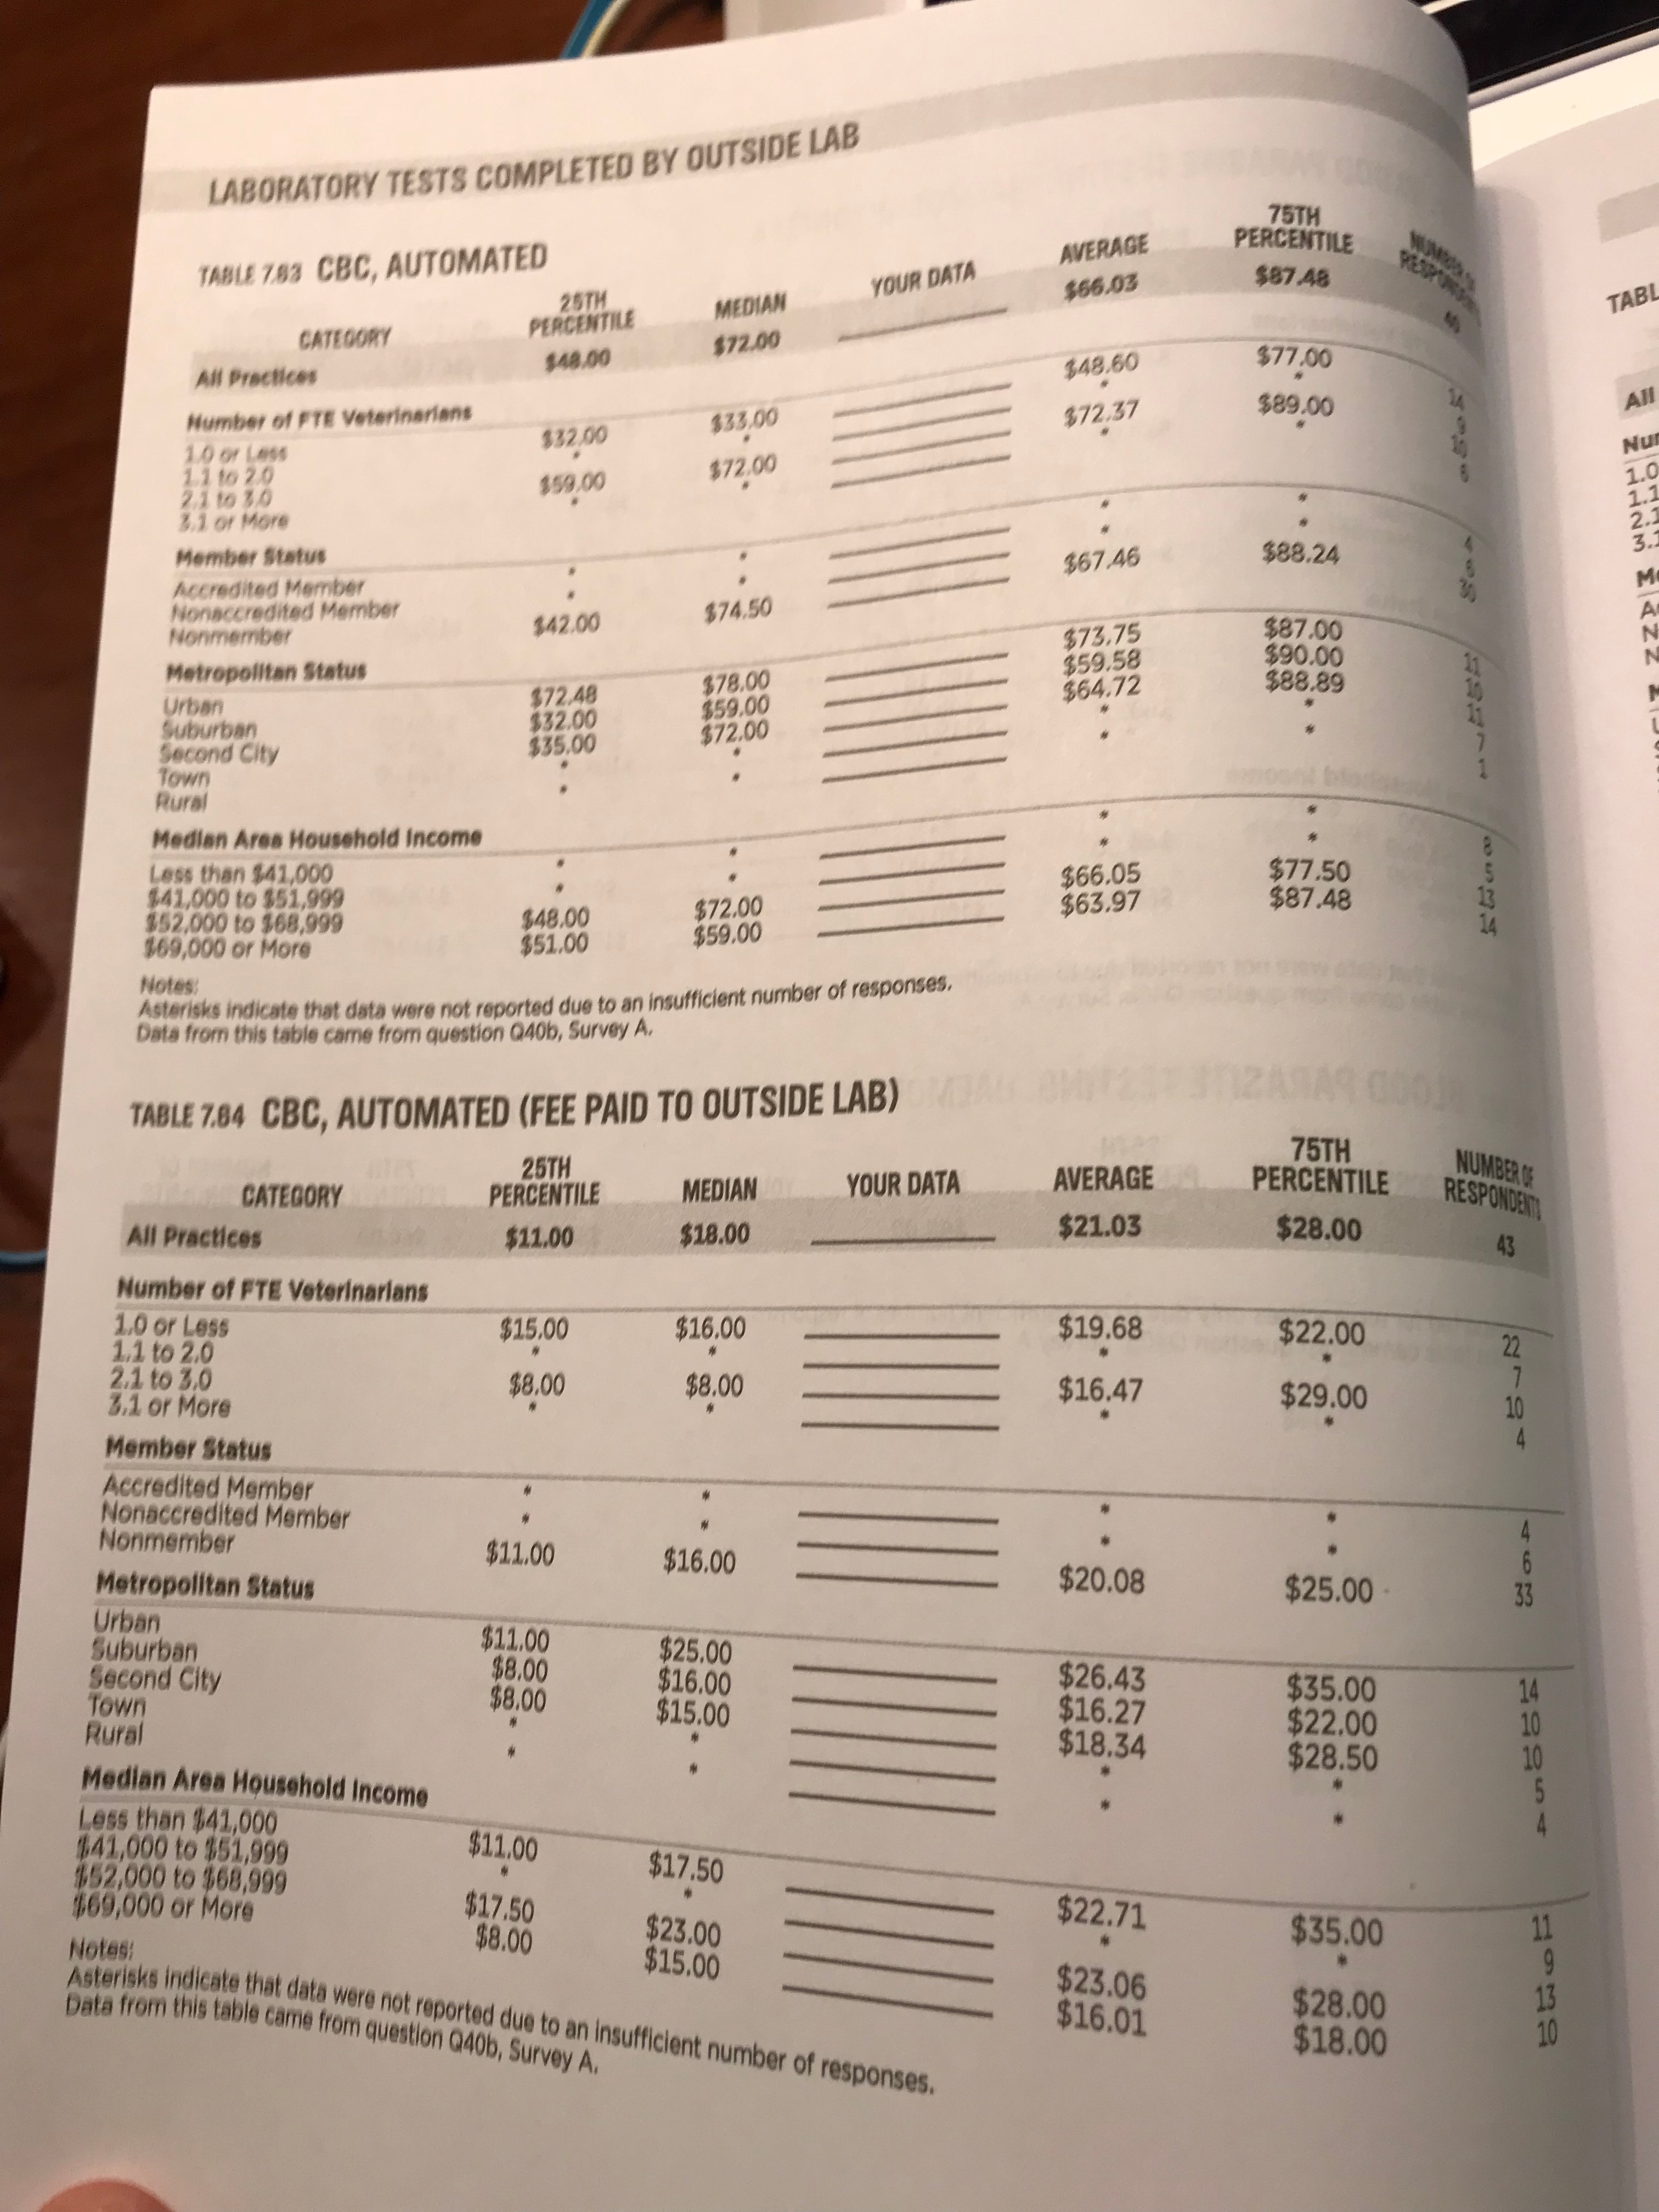 LABORATORY TESTS COMPLETED BY OUTSIDE LAB
TABLE 7.83 CBC, AUTOMATED
CATEGORY 25TH PERCENTILE MEDIAN YOUR DATA AVERAGE 75TH PERCENTILE NUMBER OF
All Practices $48.00 $72.00 $66.03 $87.48 40
Number of FTE Veterinarians
1.0 or Less $32.00 $33.00 $48.60 $77.00 14
1.1 to 2.0 * * * * 9
2.1 to 3.0 $59.00 $72.00 $72.37 $89.00
3.1 or More * * * *
Member Status
Accredited Member * * * * 4
Nonaccredited Member * * * *
Nonmember $42.00 $74.50 $67.46 $88.24 30
Metropolitan Status
Urban $72.48 $78.00 $73.75 $87.00 11
Suburban $32.00 $59.00 $59.58 $90.00
Second City $35.00 $72.00 $64.72 $88.89 11
Town * * * * 7
Rural * * * * 1
Median Area Household Income
Less than $41,000 * * * * 8
$41,000 to $51,999 * * * * 5
$52,000 to $68,999 $48.00 $72.00 $66.05 $77.50 13
$69,000 or More $51.00 $59.00 $63.97 $87.48 14
Notes:
Asterisks indicate that data were not reported due to an insufficient number of responses.
Data from this table came from question Q40b, Survey A.
TABLE 7.84 CBC, AUTOMATED (FEE PAID TO OUTSIDE LAB)
CATEGORY 25TH PERCENTILE MEDIAN YOUR DATA AVERAGE 75TH PERCENTILE NUMBER OF RESPONDENTS
All Practices $11.00 $18.00 $21.03 $28.00 43
Number of FTE Veterinarians
1.0 or Less $15.00 $16.00 $19.68 $22.00 22
1.1 to 2.0 * * * * 7
2.1 to 3.0 $8.00 $8.00 $16.47 $29.00 10
3.1 or More * * * * 4
Member Status
Accredited Member * * * * 4
Nonaccredited Member * * * * 6
Nonmember $11.00 $16.00 $20.08 $25.00 33
Metropolitan Status
Urban $11.00 $25.00 $26.43 $35.00 14
Suburban $8.00 $16.00 $16.27 $22.00 10
Second City $8.00 $15.00 $18.34 $28.50 10
Town * * * * 5
Rural * * * * 4
Median Area Household Income
Less than $41,000 $11.00 $17.50 $22.71 $35.00 11
$41,000 to $51,999 * * * * 9
$52,000 to $68,999 $17.50 $23.00 $23.06 $28.00 13
$69,000 or More $8.00 $15.00 $16.01 $18.00 10
Notes:
Asterisks indicate that data were not reported due to an insufficient number of responses.
Data from this table came from question Q40b, Survey A.
All
1.0